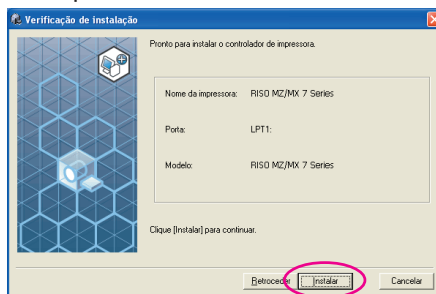 Verificação de instalação
Pronto para instalar o controlador de impressora.
Nome da impressora: RISO MZ/MX 7 Series
Porta: LPT1:
Modelo: RISO MZ/MX 7 Series
Clique [Instalar] para continuar.
Retroceder Instalar Cancelar